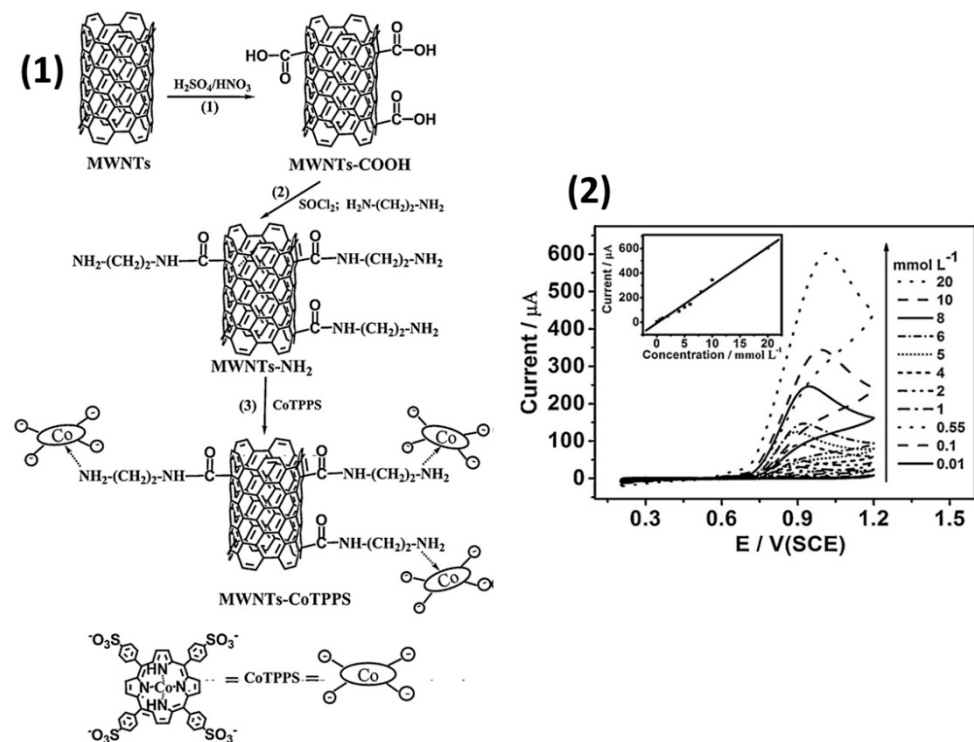 (1)
H₂SO₄/HNO₃
(1)
MWNTs
HO
C
O
C
OH
O
C
OH
O
MWNTs-COOH
(2)
SOCl₂; H₂N-(CH₂)₂-NH₂
NH₂-(CH₂)₂-NH
C
O
O
C
NH-(CH₂)₂-NH₂
O
C
NH-(CH₂)₂-NH₂
MWNTs-NH₂
(3)
CoTPPS
Co
Co
NH₂-(CH₂)₂-NH
C
O
O
C
NH-(CH₂)₂-NH₂
O
C
NH-(CH₂)₂-NH₂
Co
MWNTs-CoTPPS
⁻O₃S
SO₃⁻
HN
N-Co-N
HN
⁻O₃S
SO₃⁻
= CoTPPS =
Co
(2)
Current / μA
600
500
400
300
200
100
0
0.3
0.6
0.9
1.2
1.5
E / V(SCE)
Current / μA
600
400
200
0
0
5
10
15
20
Concentration / mmol L⁻¹
mmol L⁻¹
20
10
8
6
5
4
2
1
0.55
0.1
0.01